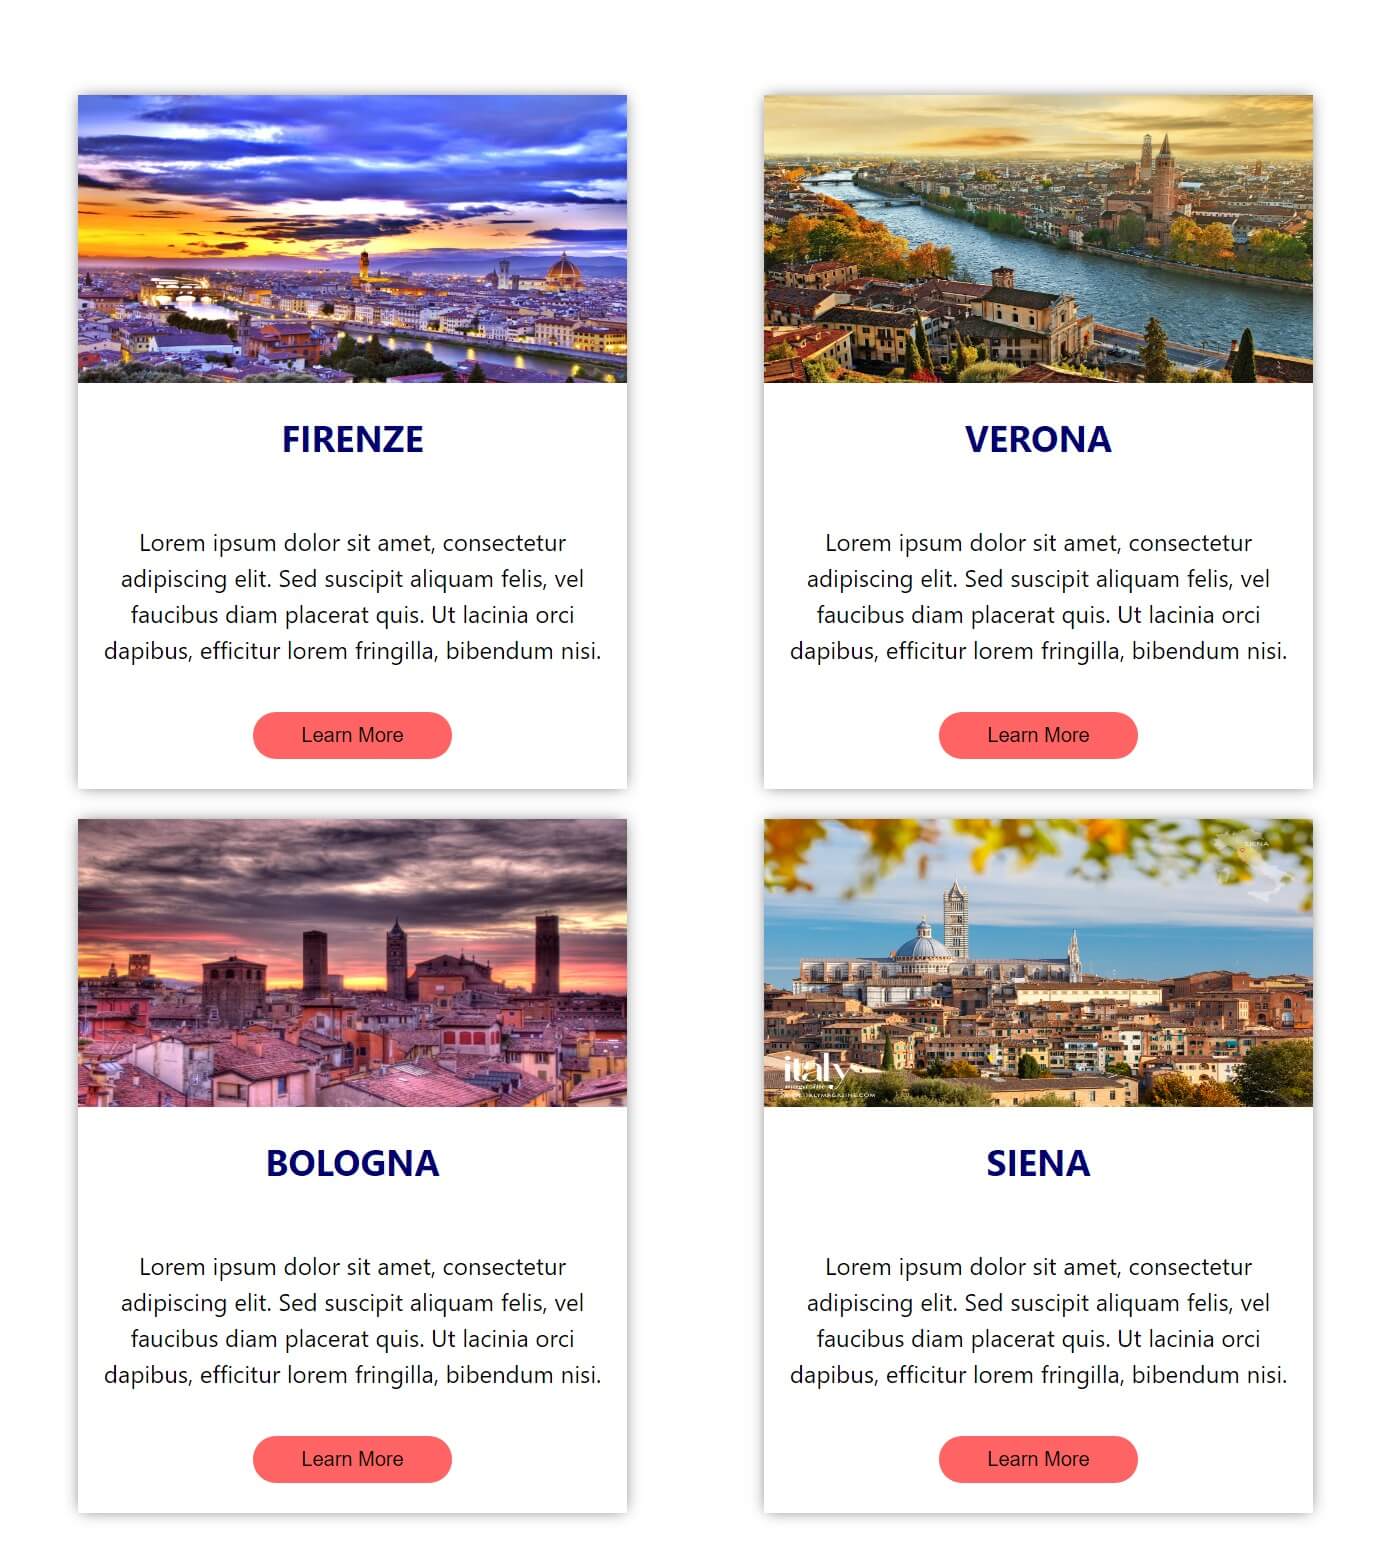 FIRENZE
Lorem ipsum dolor sit amet, consectetur
adipiscing elit. Sed suscipit aliquam felis, vel
faucibus diam placerat quis. Ut lacinia orci
dapibus, efficitur lorem fringilla, bibendum nisi.
Learn More
VERONA
Lorem ipsum dolor sit amet, consectetur
adipiscing elit. Sed suscipit aliquam felis, vel
faucibus diam placerat quis. Ut lacinia orci
dapibus, efficitur lorem fringilla, bibendum nisi.
Learn More
BOLOGNA
Lorem ipsum dolor sit amet, consectetur
adipiscing elit. Sed suscipit aliquam felis, vel
faucibus diam placerat quis. Ut lacinia orci
dapibus, efficitur lorem fringilla, bibendum nisi.
Learn More
SIENA
italy
magazine
SIENA
Lorem ipsum dolor sit amet, consectetur
adipiscing elit. Sed suscipit aliquam felis, vel
faucibus diam placerat quis. Ut lacinia orci
dapibus, efficitur lorem fringilla, bibendum nisi.
Learn More